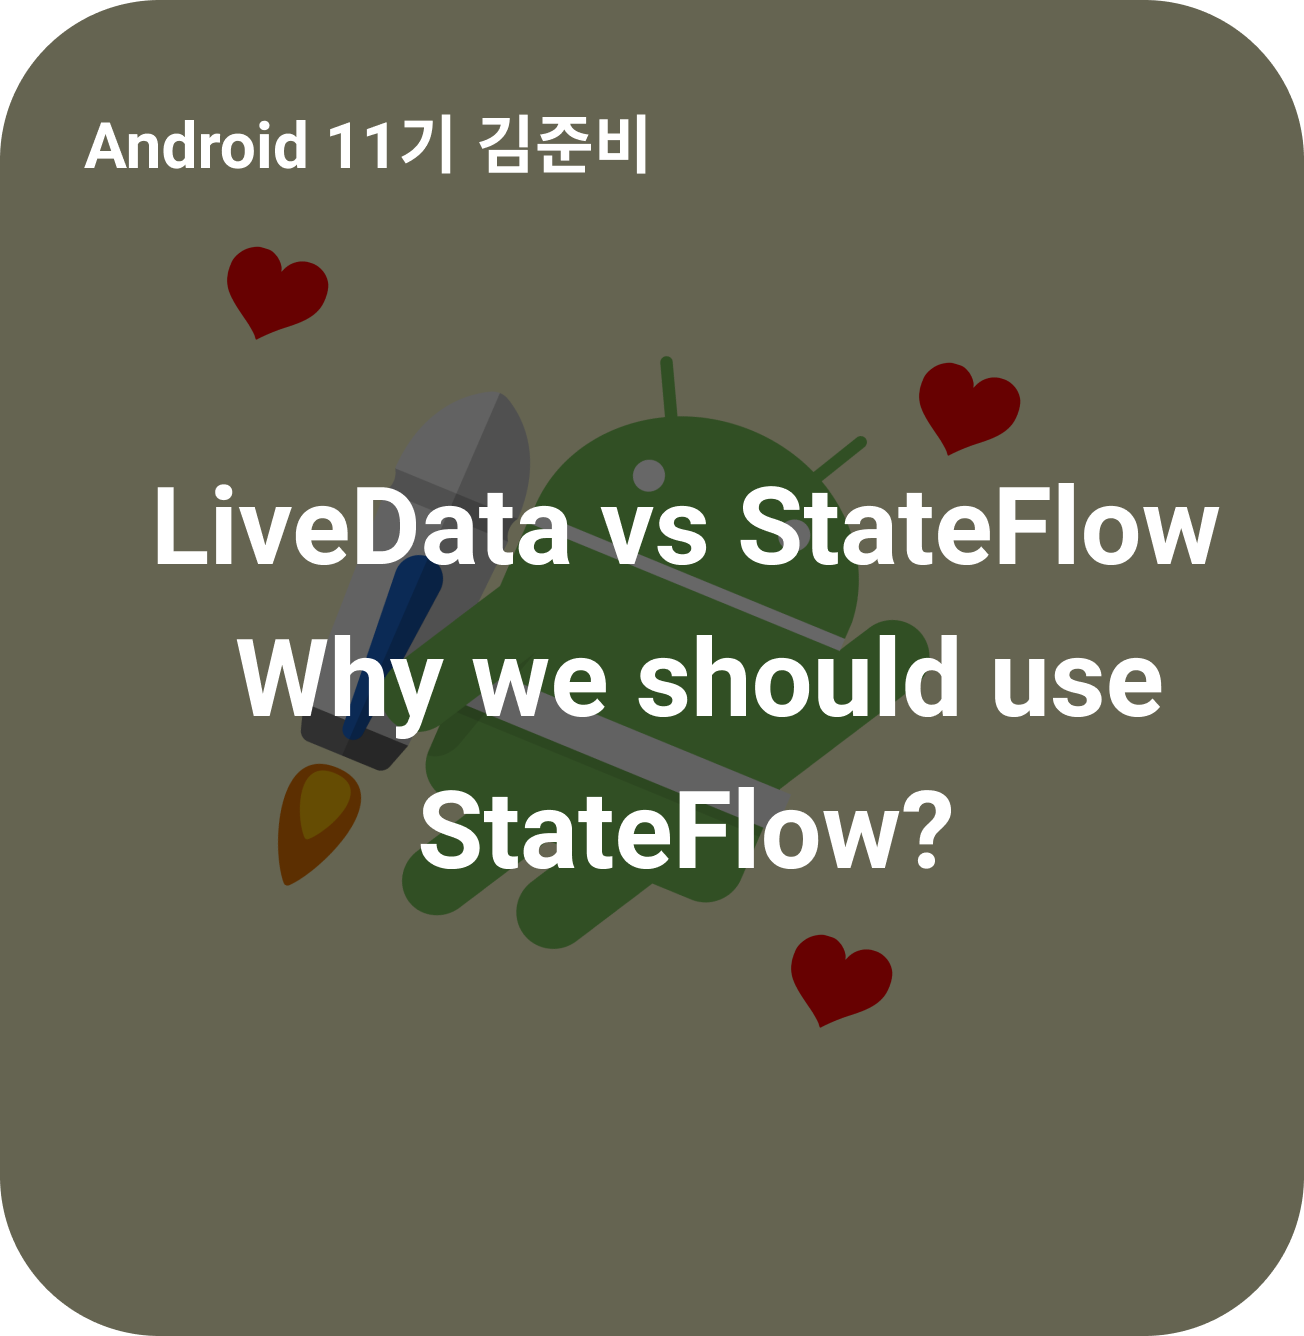 Android 11기 김준비
LiveData vs StateFlow
Why we should use
StateFlow?